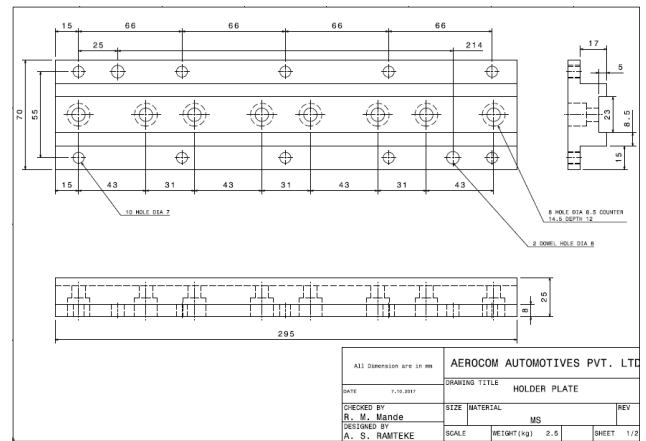 15 66 66 66 66
25 214
17
5
70 55
23 8.5
15
15 43 31 43 31 43 31 43
10 HOLE DIA 7
8 HOLE DIA 8.5 COUNTER
14.5 DEPTH 12
2 DOWEL HOLE DIA 8
8 25
295
All Dimension are in mm
AEROCOM AUTOMOTIVES PVT. LTD
DRAWING TITLE
HOLDER PLATE
DATE 7.10.2017
CHECKED BY
R. M. Mande
SIZE MATERIAL REV
MS
DESIGNED BY
A. S. RAMTEKE
SCALE WEIGHT(kg) 2.5 SHEET 1/2